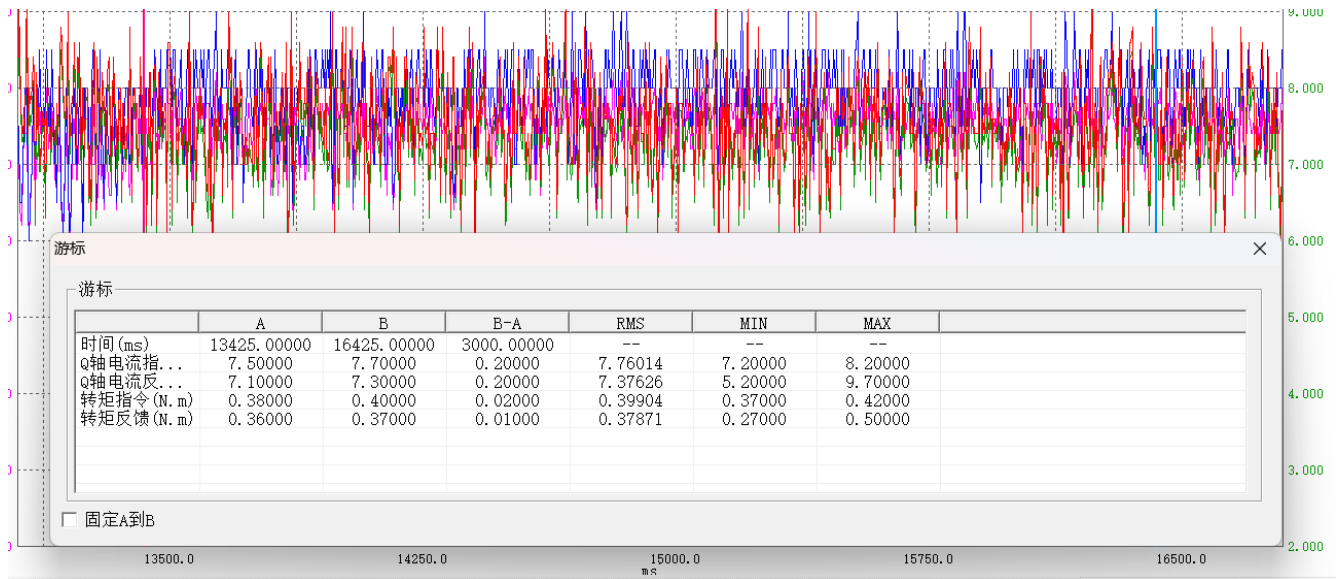 9.000
8.000
7.000
6.000
5.000
4.000
3.000
2.000
游标
游标
A B B-A RMS MIN MAX
时间(ms) 13425.00000 16425.00000 3000.00000 -- -- --
Q轴电流指... 7.50000 7.70000 0.20000 7.76014 7.20000 8.20000
Q轴电流反... 7.10000 7.30000 0.20000 7.37626 5.20000 9.70000
转矩指令(N.m) 0.38000 0.40000 0.02000 0.39904 0.37000 0.42000
转矩反馈(N.m) 0.36000 0.37000 0.01000 0.37871 0.27000 0.50000
固定A到B
13500.0 14250.0 15000.0 15750.0 16500.0
ms